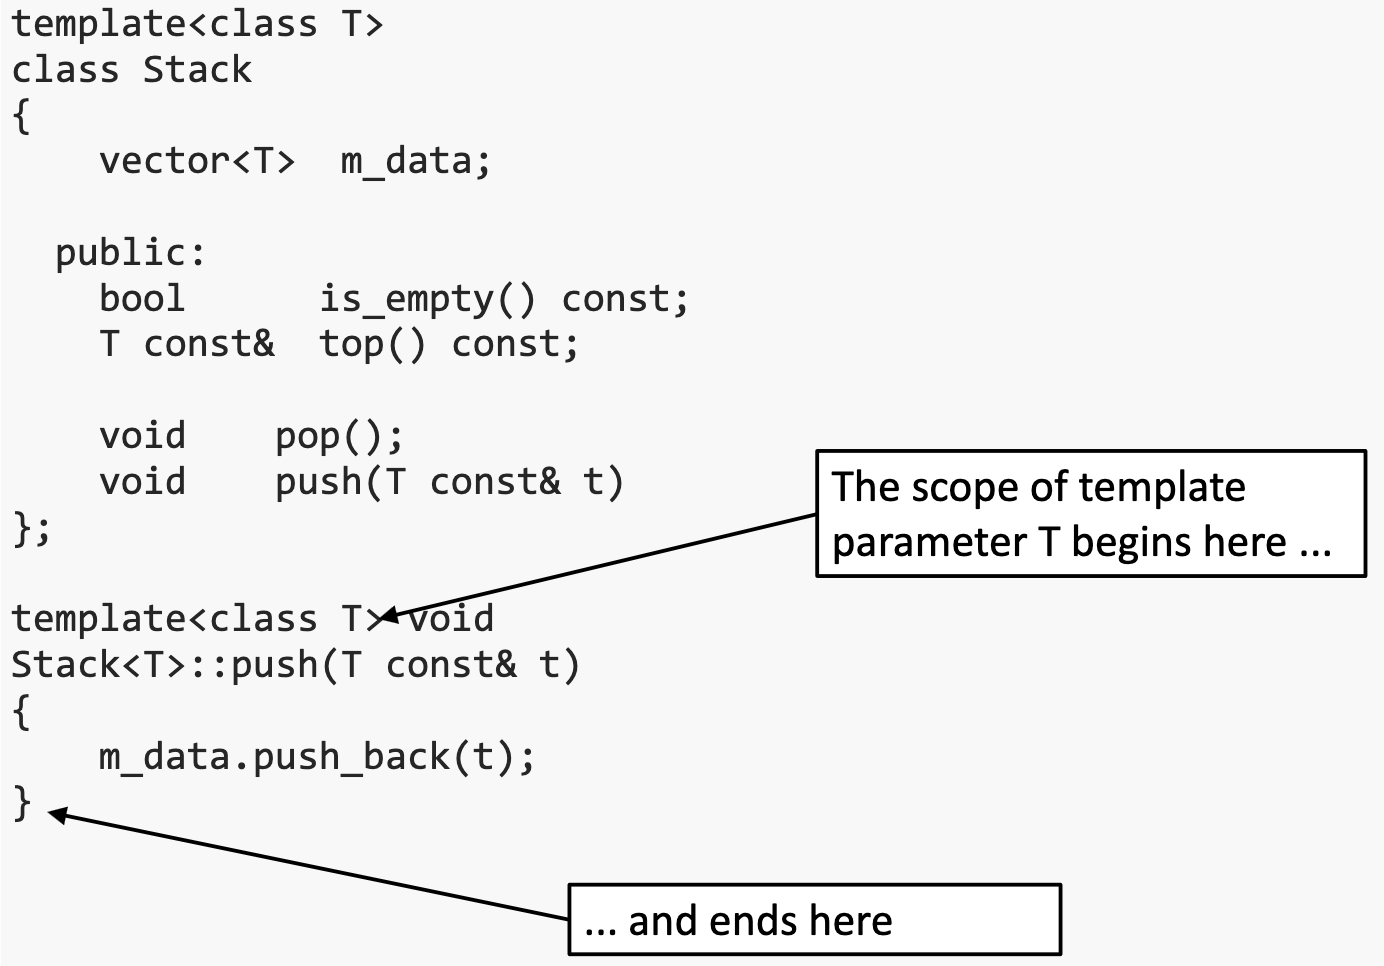 template<class T>
class Stack
{
    vector<T>  m_data;

  public:
    bool      is_empty() const;
    T const&  top() const;

    void    pop();
    void    push(T const& t)
};
The scope of template
parameter T begins here ...

template<class T> void
Stack<T>::push(T const& t)
{
    m_data.push_back(t);
}
... and ends here